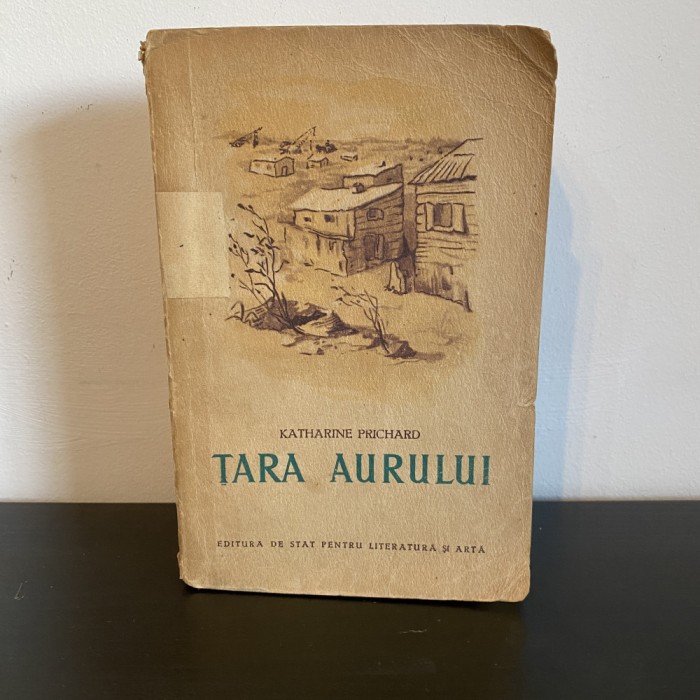 KATHARINE PRICHARD
ȚARA AURULUI
EDITURA DE STAT PENTRU LITERATURĂ ȘI ARTĂ